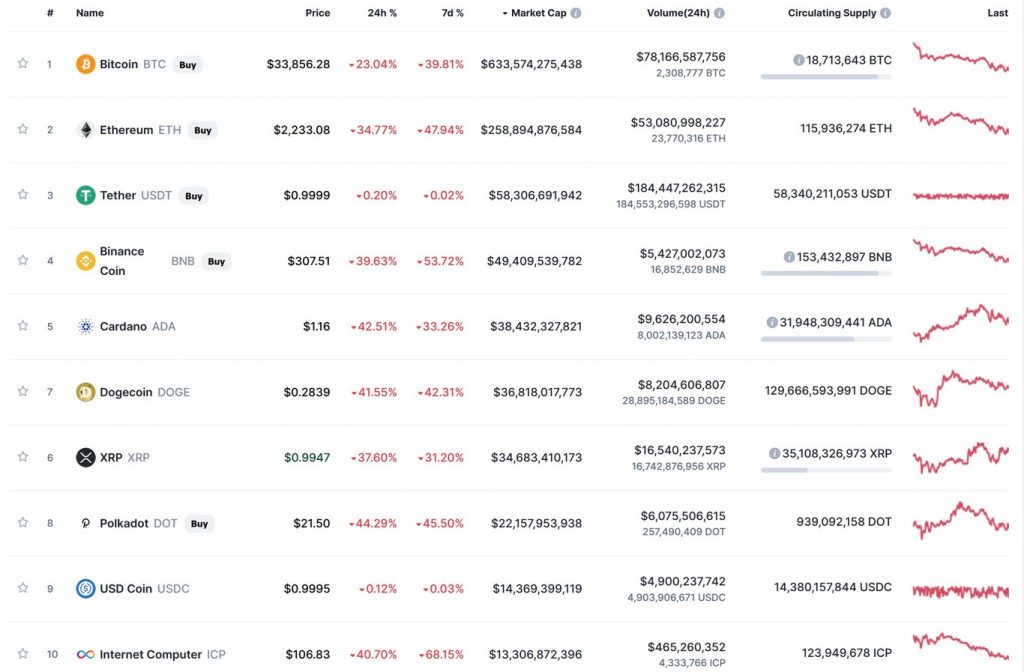 # Name Price 24h % 7d % Market Cap Volume(24h) Circulating Supply Last
1 Bitcoin BTC Buy $33,856.28 23.04% 39.81% $633,574,275,438 $78,166,587,756 18,713,643 BTC
2,308,777 BTC
2 Ethereum ETH Buy $2,233.08 34.77% 47.94% $258,894,876,584 $53,080,998,227 115,936,274 ETH
23,770,316 ETH
3 Tether USDT Buy $0.9999 0.20% 0.02% $58,306,691,942 $184,447,262,315 58,340,211,053 USDT
184,553,296,598 USDT
4 Binance Coin BNB Buy $307.51 39.63% 53.72% $49,409,539,782 $5,427,002,073 153,432,897 BNB
16,852,629 BNB
5 Cardano ADA $1.16 42.51% 33.26% $38,432,327,821 $9,626,200,554 31,948,309,441 ADA
8,002,139,123 ADA
7 Dogecoin DOGE $0.2839 41.55% 42.31% $36,818,017,773 $8,204,606,807 129,666,593,991 DOGE
28,895,184,589 DOGE
6 XRP XRP $0.9947 37.60% 31.20% $34,683,410,173 $16,540,237,573 35,108,326,973 XRP
16,742,876,956 XRP
8 Polkadot DOT Buy $21.50 44.29% 45.50% $22,157,953,938 $6,075,506,615 939,092,158 DOT
257,490,409 DOT
9 USD Coin USDC $0.9995 0.12% 0.03% $14,369,399,119 $4,900,237,742 14,380,157,844 USDC
4,903,906,671 USDC
10 Internet Computer ICP $106.83 40.70% 68.15% $13,306,872,396 $465,260,352 123,949,678 ICP
4,333,766 ICP